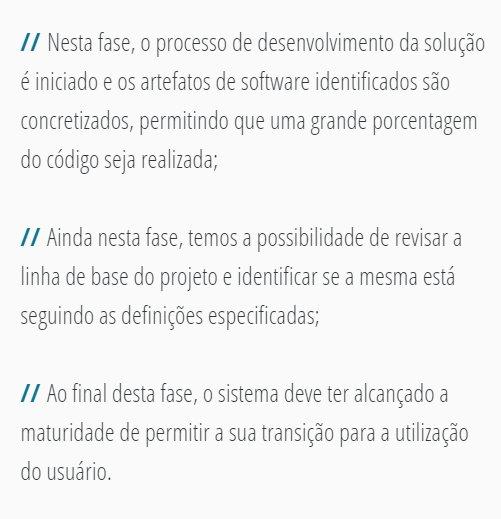 // Nesta fase, o processo de desenvolvimento da solução
é iniciado e os artefatos de software identificados são
concretizados, permitindo que uma grande porcentagem
do código seja realizada;
// Ainda nesta fase, temos a possibilidade de revisar a
linha de base do projeto e identificar se a mesma está
seguindo as definições especificadas;
// Ao final desta fase, o sistema deve ter alcançado a
maturidade de permitir a sua transição para a utilização
do usuário.